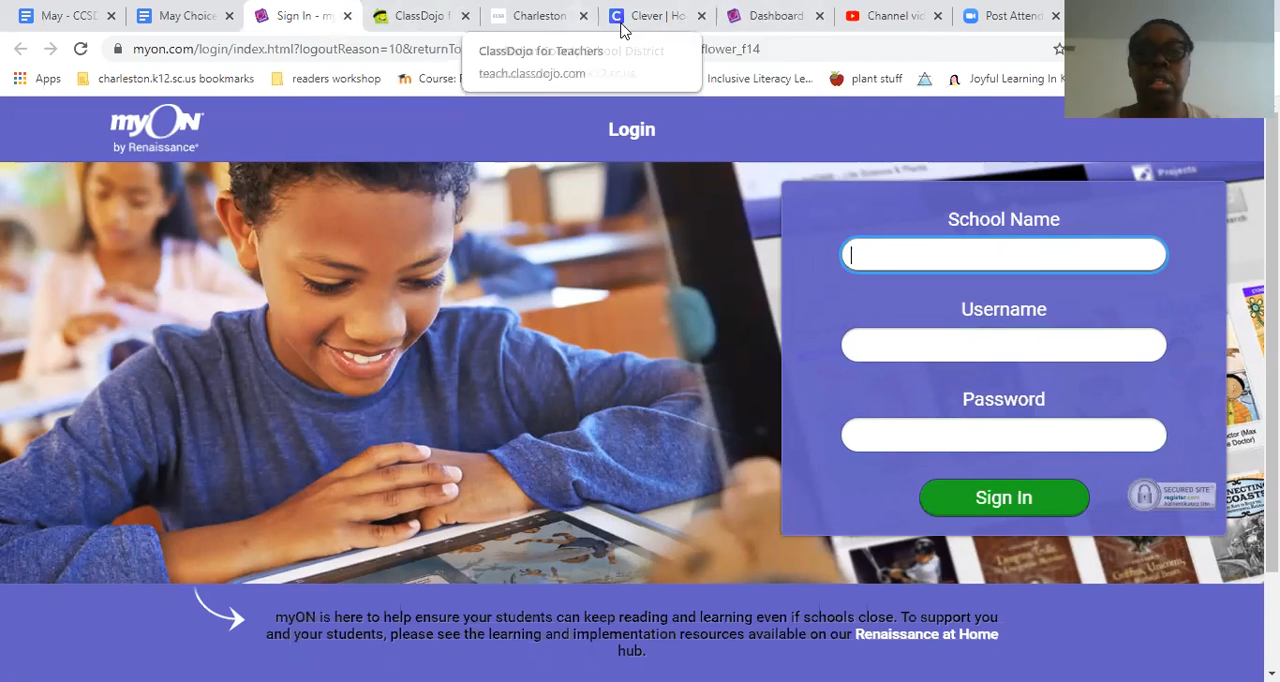 May - CCSD
May Choice
Sign In - my
ClassDojo fo
Charleston
Clever | Ho
Dashboard
Channel vid
Post Attend
myon.com/login/index.html?logoutReason=10&returnTo
flower_f14
ClassDojo for Teachers
School District
teach.classdojo.com
Apps
charleston.k12.sc.us bookmarks
readers workshop
Course:
Inclusive Literacy Le...
plant stuff
Joyful Learning In K
myON
by Renaissance
Login
Projects
School Name
Username
Password
Sign In
SECURED SITE
register.com
myON is here to help ensure your students can keep reading and learning even if schools close. To support you
and your students, please see the learning and implementation resources available on our Renaissance at Home
hub.